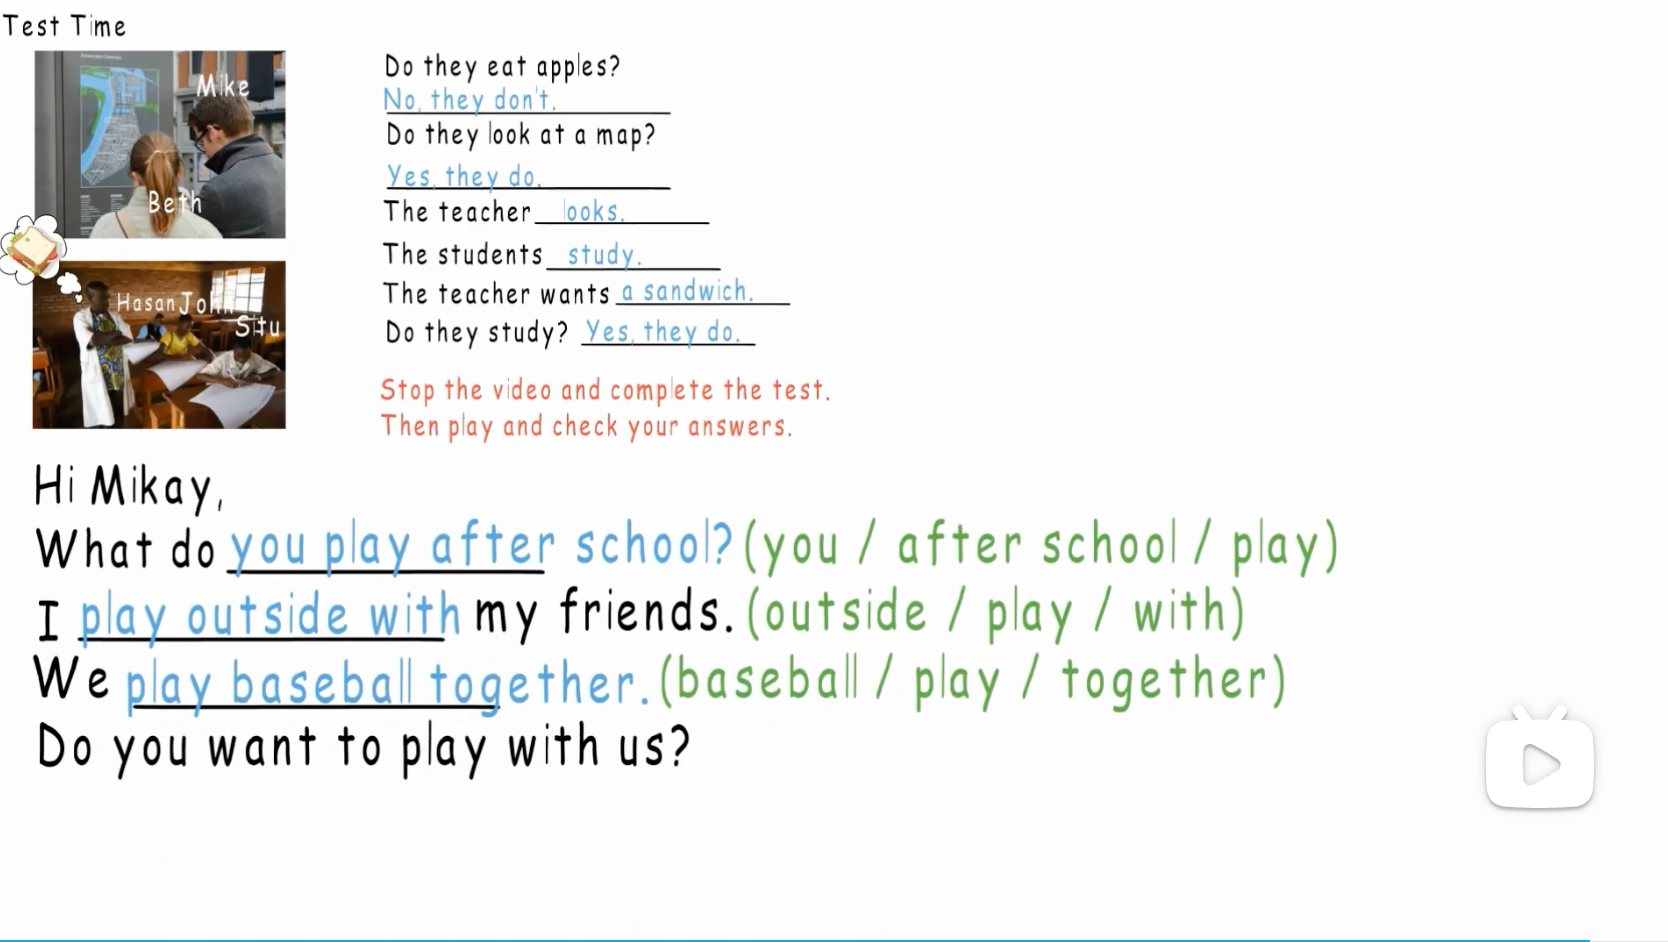 Test Time
Mike
Beth
Hasan John
Situ
Do they eat apples?
No, they don't.
Do they look at a map?
Yes, they do.
The teacher looks.
The students study.
The teacher wants a sandwich.
Do they study? Yes, they do.
Stop the video and complete the test.
Then play and check your answers.
Hi Mikay,
What do you play after school? (you / after school / play)
I play outside with my friends. (outside / play / with)
We play baseball together. (baseball / play / together)
Do you want to play with us?